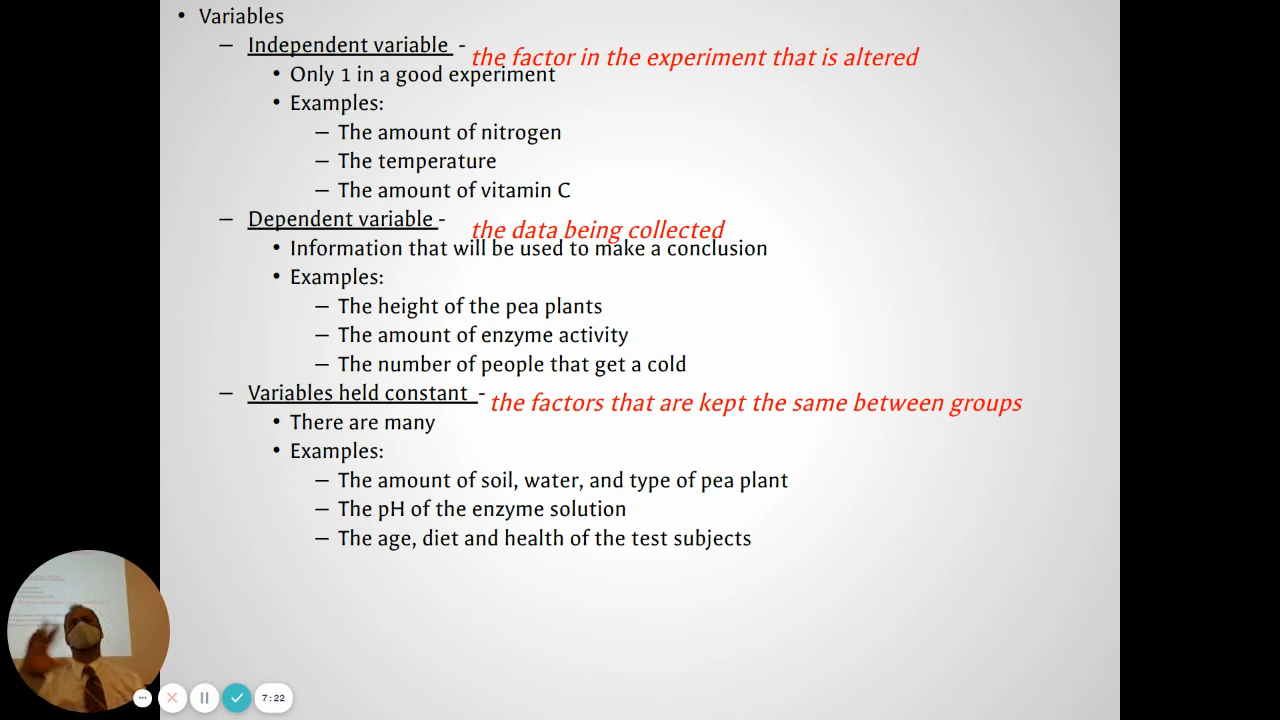 • Variables
– Independent variable - the factor in the experiment that is altered
• Only 1 in a good experiment
• Examples:
– The amount of nitrogen
– The temperature
– The amount of vitamin C
– Dependent variable - the data being collected
• Information that will be used to make a conclusion
• Examples:
– The height of the pea plants
– The amount of enzyme activity
– The number of people that get a cold
– Variables held constant - the factors that are kept the same between groups
• There are many
• Examples:
– The amount of soil, water, and type of pea plant
– The pH of the enzyme solution
– The age, diet and health of the test subjects
7:22